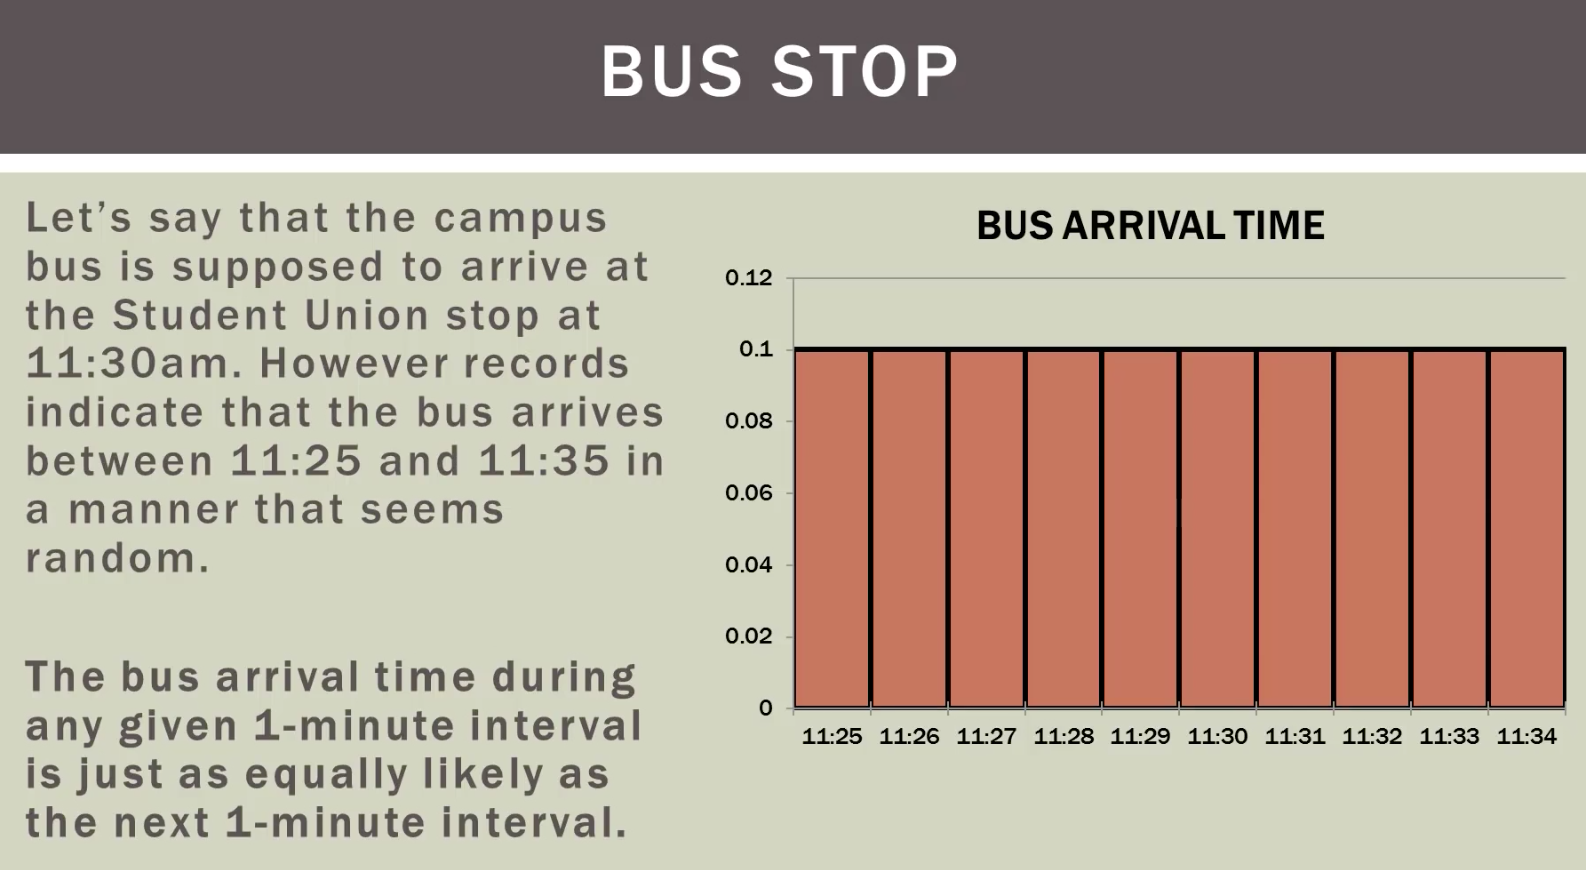 BUS STOP
Let’s say that the campus
bus is supposed to arrive at
the Student Union stop at
11:30am. However records
indicate that the bus arrives
between 11:25 and 11:35 in
a manner that seems
random.
The bus arrival time during
any given 1-minute interval
is just as equally likely as
the next 1-minute interval.
BUS ARRIVAL TIME
0.12
0.1
0.08
0.06
0.04
0.02
0
11:25 11:26 11:27 11:28 11:29 11:30 11:31 11:32 11:33 11:34